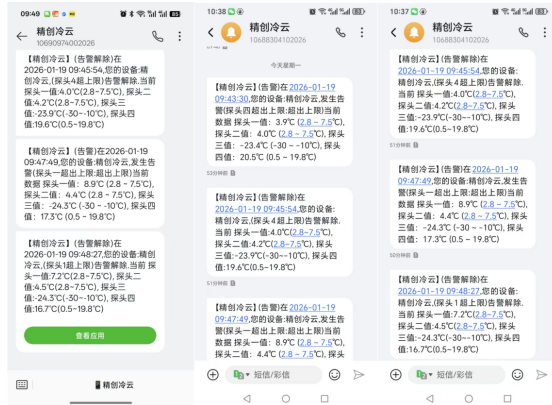 09:49
85
精创冷云
10690974002026
【精创冷云】(告警解除)在
2026-01-19 09:45:54,您的设备:
精创冷云,(探头4超上限)告警解除.当前
探头一值:4.0℃(2.8~7.5℃), 探头二
值:4.2℃(2.8~7.5℃), 探头三
值:-23.9℃(-30~-10℃), 探头四
值:19.6℃(0.5~19.8℃)
【精创冷云】(告警)在2026-01-19
09:47:49,您的设备:精创冷云,发生告
警(探头一超出上限:超出上限)当前
数据 探头一值: 8.9℃ (2.8 ~ 7.5℃),
探头二值: 4.4℃ (2.8 ~ 7.5℃), 探头
三值: -24.3℃ (-30 ~ -10℃), 探头四
值: 17.3℃ (0.5 ~ 19.8℃)
【精创冷云】(告警解除)在
2026-01-19 09:48:27,您的设备:精创
冷云,(探头1超上限)告警解除.当前 探
头一值:7.2℃(2.8~7.5℃), 探头二
值:4.5℃(2.8~7.5℃), 探头三
值:-24.3℃(-30~-10℃), 探头四
值:16.7℃(0.5~19.8℃)
查看应用
精创冷云
10:38
80
精创冷云
10688304102026
今天星期一
【精创冷云】(告警)在2026-01-19
09:43:30,您的设备:精创冷云,发生告
警(探头四超出上限:超出上限)当前
数据 探头一值: 3.9℃ (2.8 ~ 7.5℃),
探头二值: 4.0℃ (2.8 ~ 7.5℃), 探头
三值: -23.4℃ (-30 ~ -10℃), 探头
四值: 20.5℃ (0.5 ~ 19.8℃)
53分钟前
【精创冷云】(告警解除)在
2026-01-19 09:45:54,您的设备:
精创冷云,(探头4超上限)告警解除.
当前 探头一值:4.0℃(2.8~7.5℃),
探头二值:4.2℃(2.8~7.5℃), 探头
三值:-23.9℃(-30~-10℃), 探头四
值:19.6℃(0.5~19.8℃)
51分钟前
【精创冷云】(告警)在 2026-01-19
09:47:49,您的设备:精创冷云,发生告
警(探头一超出上限:超出上限)当前
数据 探头一值: 8.9℃ (2.8 ~ 7.5℃),
探头二值: 4.4℃ (2.8 ~ 7.5℃), 探头
短信/彩信
10:37
80
精创冷云
10688304102026
【精创冷云】(告警解除)在
2026-01-19 09:45:54,您的设备:
精创冷云,(探头4超上限)告警解除.
当前 探头一值:4.0℃(2.8~7.5℃),
探头二值:4.2℃(2.8~7.5℃), 探头
三值:-23.9℃(-30~-10℃), 探头四
值:19.6℃(0.5~19.8℃)
51分钟前
【精创冷云】(告警)在 2026-01-19
09:47:49,您的设备:精创冷云,发生告
警(探头一超出上限:超出上限)当前
数据 探头一值: 8.9℃ (2.8 ~ 7.5℃),
探头二值: 4.4℃ (2.8 ~ 7.5℃), 探头
三值: -24.3℃ (-30 ~ -10℃), 探头
四值: 17.3℃ (0.5 ~ 19.8℃)
50分钟前
【精创冷云】(告警解除)在
2026-01-19 09:48:27,您的设备:
精创冷云,(探头1超上限)告警解除.
当前 探头一值:7.2℃(2.8~7.5℃),
探头二值:4.5℃(2.8~7.5℃), 探头
三值:-24.3℃(-30~-10℃), 探头四
值:16.7℃(0.5~19.8℃)
短信/彩信